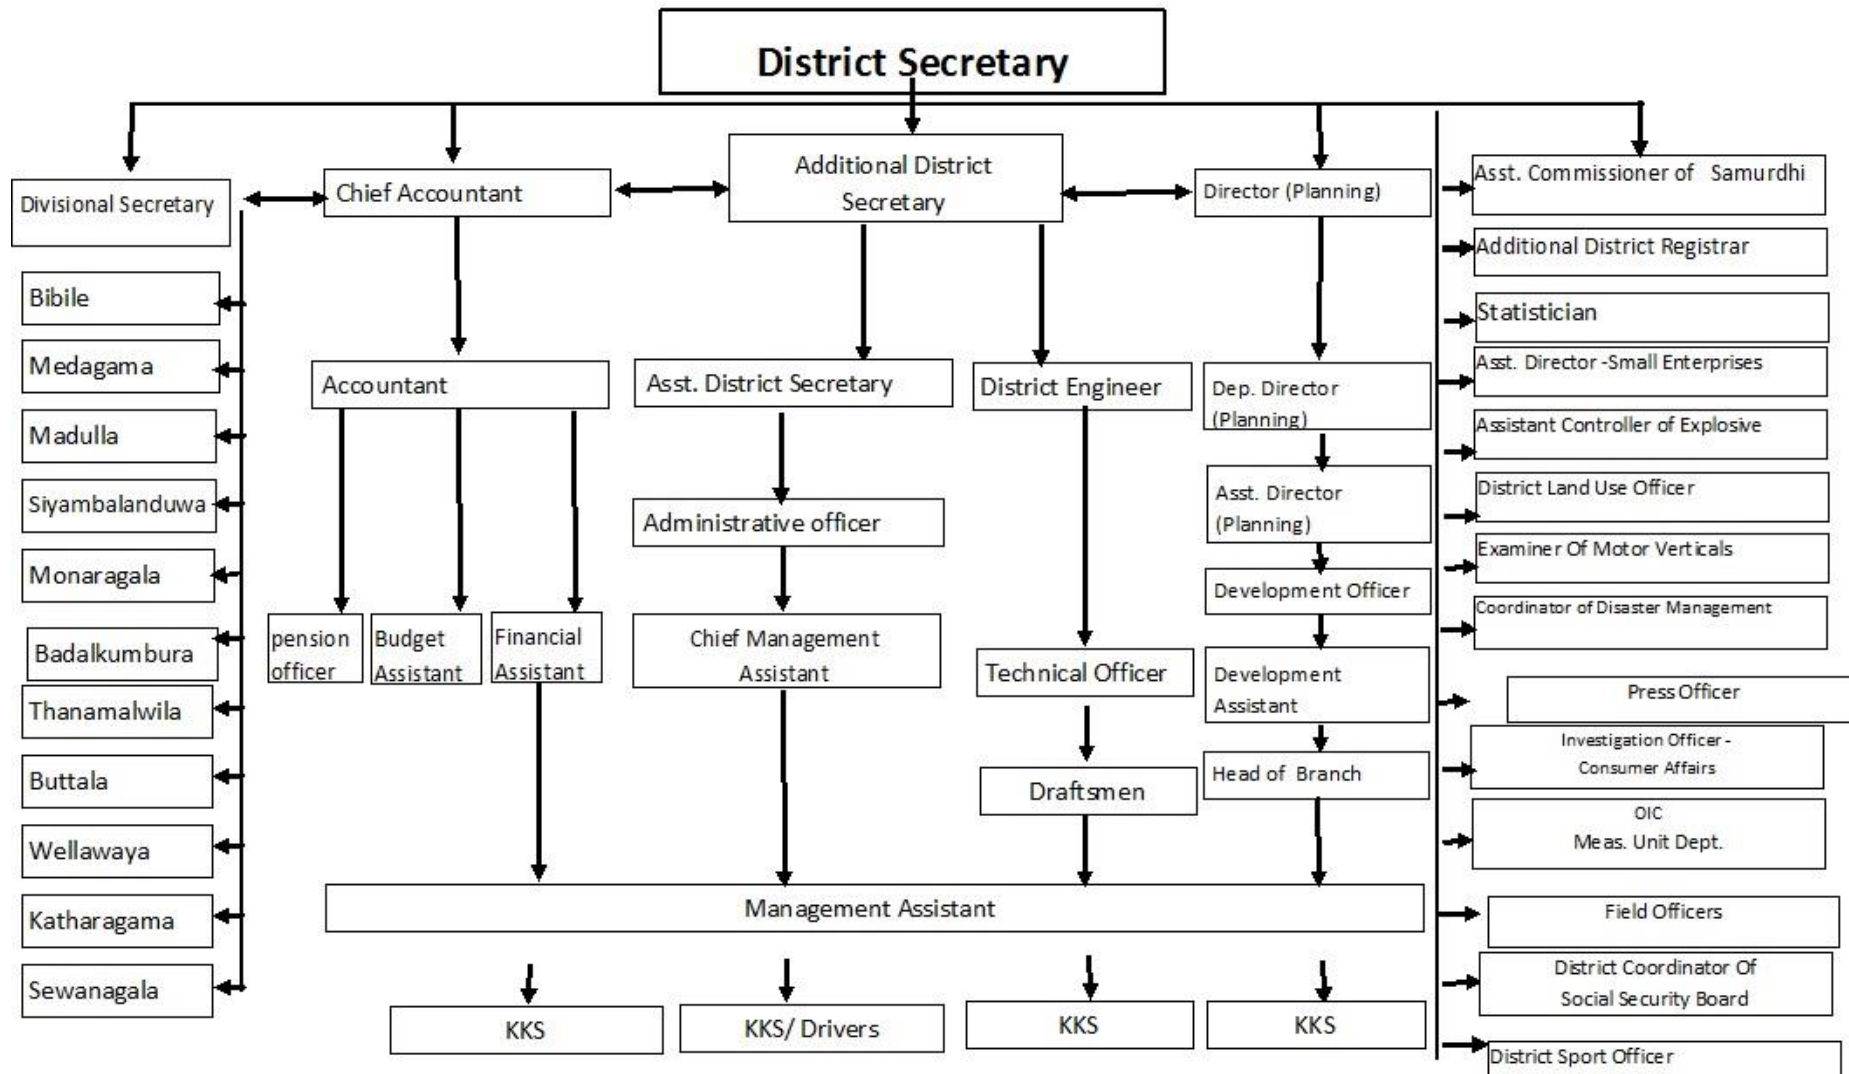 District Secretary
Divisional Secretary
Chief Accountant
Additional District
Secretary
Director (Planning)
Asst. Commissioner of Samurdhi
Additional District Registrar
Statistician
Asst. Director -Small Enterprises
Assistant Controller of Explosive
District Land Use Officer
Examiner Of Motor Verticals
Coordinator of Disaster Management
Press Officer
Investigation Officer -
Consumer Affairs
OIC
Meas. Unit Dept.
Field Officers
District Coordinator Of
Social Security Board
District Sport Officer
Bibile
Medagama
Madulla
Siyambalanduwa
Monaragala
Badalkumbura
Thanamalwila
Buttala
Wellawaya
Katharagama
Sewanagala
Accountant
Asst. District Secretary
District Engineer
Dep. Director
(Planning)
Asst. Director
(Planning)
Administrative officer
Development Officer
pension
officer
Budget
Assistant
Financial
Assistant
Chief Management
Assistant
Technical Officer
Development
Assistant
Draftsmen
Head of Branch
Management Assistant
KKS
KKS/ Drivers
KKS
KKS